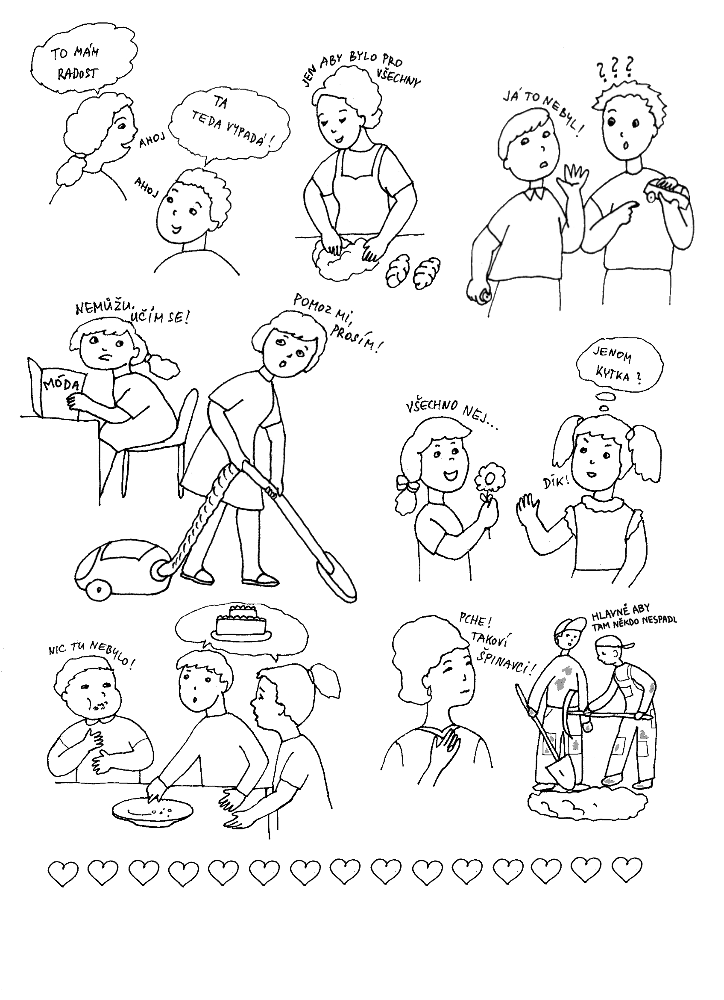 TO MÁM
RADOST
AHOJ
TA
TEDA VYPADÁ!
AHOJ
JEN ABY BYLO PRO
VŠECHNY
JÁ TO NEBYL!
???
NEMŮŽU,
UČÍM SE!
MÓDA
POMOZ MI,
PROSÍM!
VŠECHNO NEJ...
JENOM
KYTKA?
DÍK!
NIC TU NEBYLO!
PCHE!
TAKOVÍ
ŠPINAVCI!
HLAVNĚ ABY
TAM NĚKDO NESPADL